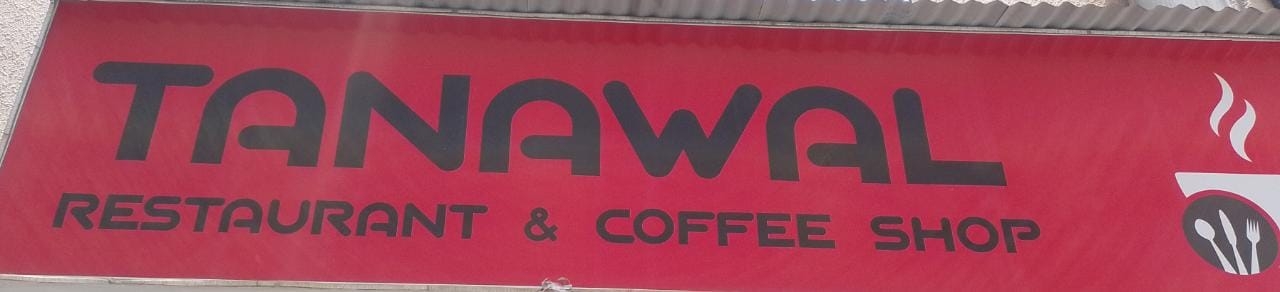 TANAWAL
RESTAURANT & COFFEE SHOP